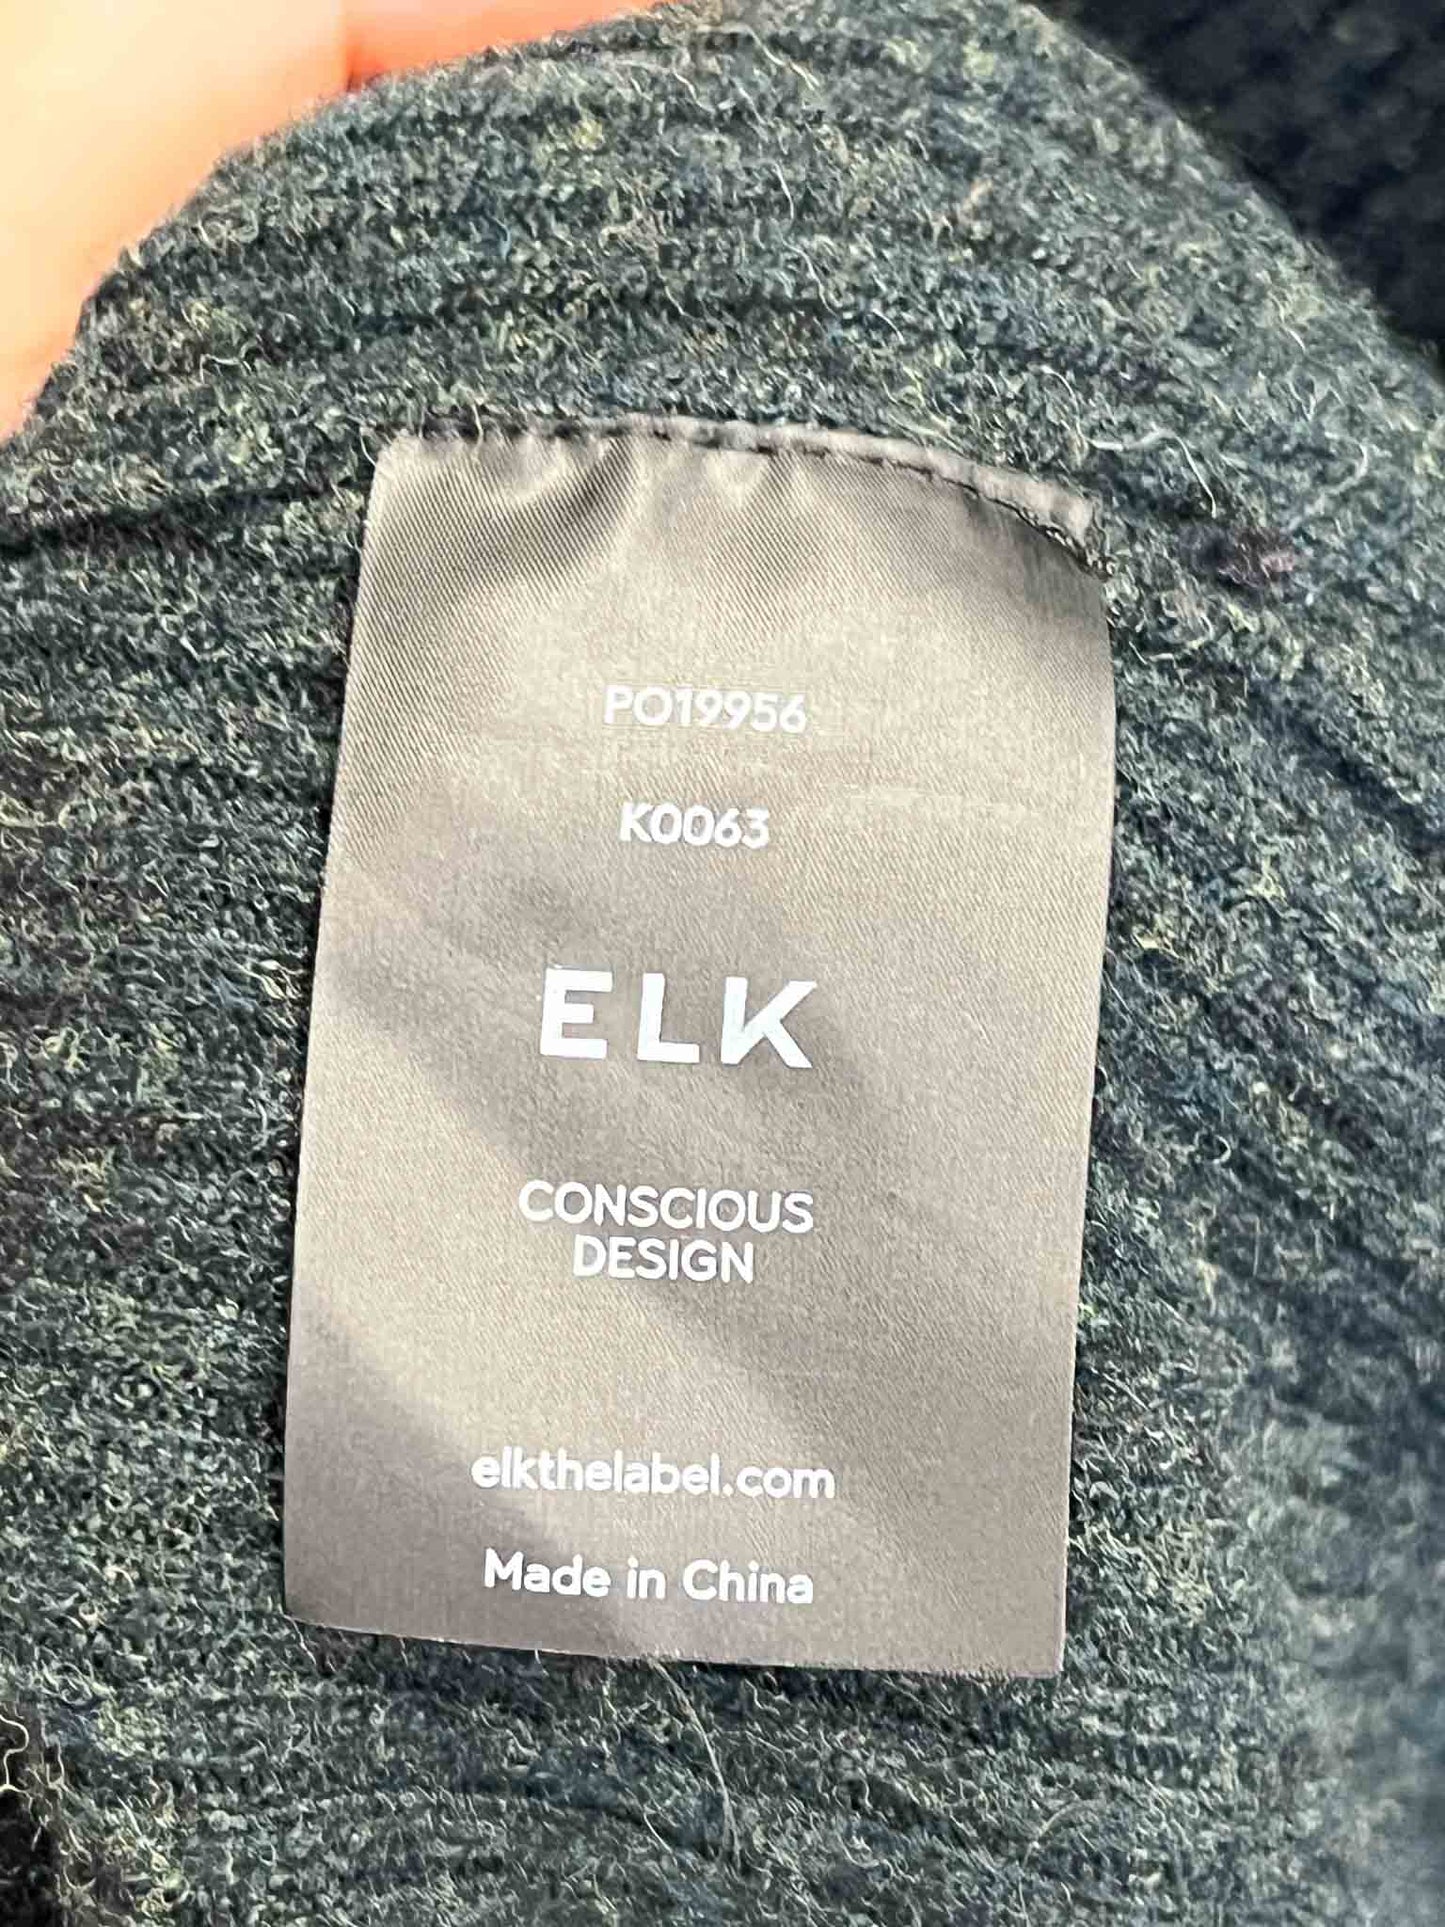 PO19956
K0063
ELK
CONSCIOUS
DESIGN
elkthelabel.com
Made in China